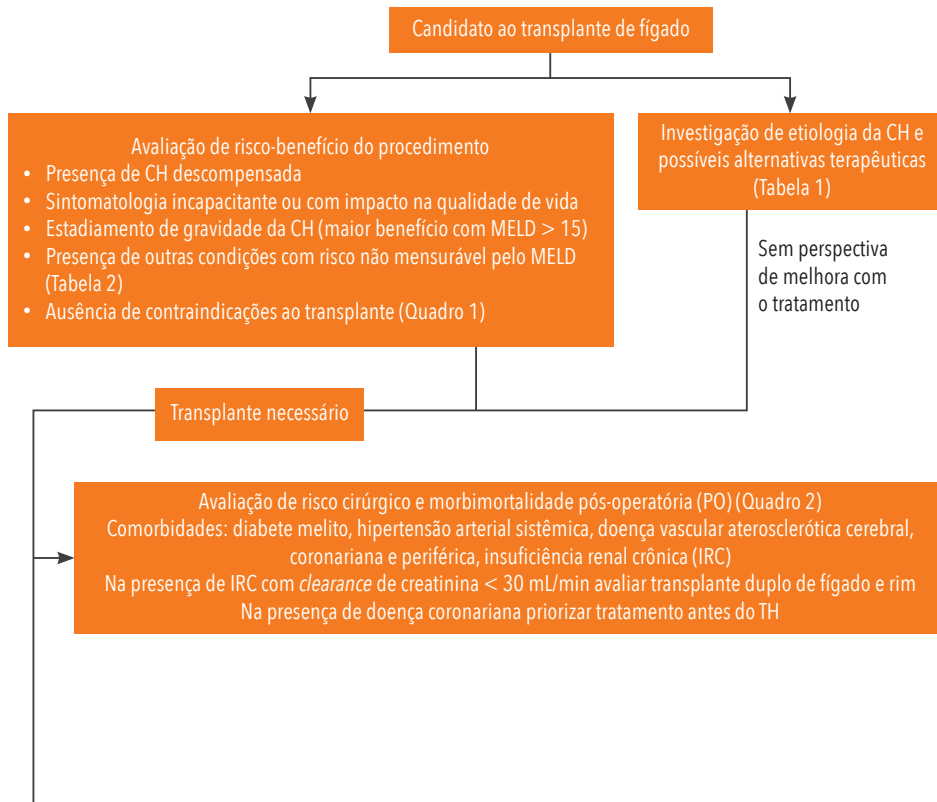 Candidato ao transplante de fígado
Avaliação de risco-benefício do procedimento
• Presença de CH descompensada
• Sintomatologia incapacitante ou com impacto na qualidade de vida
• Estadiamento de gravidade da CH (maior benefício com MELD > 15)
• Presença de outras condições com risco não mensurável pelo MELD
(Tabela 2)
• Ausência de contraindicações ao transplante (Quadro 1)
Investigação de etiologia da CH e
possíveis alternativas terapêuticas
(Tabela 1)
Sem perspectiva
de melhora com
o tratamento
Transplante necessário
Avaliação de risco cirúrgico e morbimortalidade pós-operatória (PO) (Quadro 2)
Comorbidades: diabete melito, hipertensão arterial sistêmica, doença vascular aterosclerótica cerebral,
coronariana e periférica, insuficiência renal crônica (IRC)
Na presença de IRC com clearance de creatinina < 30 mL/min avaliar transplante duplo de fígado e rim
Na presença de doença coronariana priorizar tratamento antes do TH